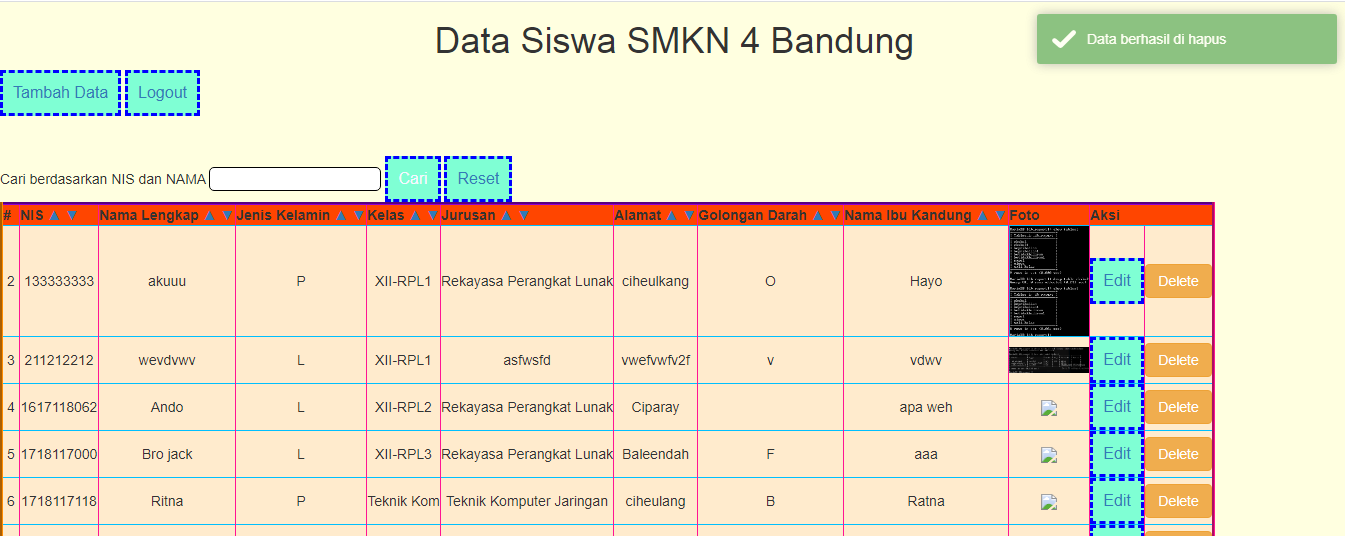 Data Siswa SMKN 4 Bandung
Data berhasil di hapus
Tambah Data Logout
Cari berdasarkan NIS dan NAMA Cari Reset
# NIS ▲ ▼ Nama Lengkap ▲ ▼ Jenis Kelamin ▲ ▼ Kelas ▲ ▼ Jurusan ▲ ▼ Alamat ▲ ▼ Golongan Darah ▲ ▼ Nama Ibu Kandung ▲ ▼ Foto Aksi
2 133333333 akuuu P XII-RPL1 Rekayasa Perangkat Lunak ciheulkang O Hayo Edit Delete
3 211212212 wevdvwv L XII-RPL1 asfwsfd vwefvwfv2f v vdwv Edit Delete
4 1617118062 Ando L XII-RPL2 Rekayasa Perangkat Lunak Ciparay apa weh Edit Delete
5 1718117000 Bro jack L XII-RPL3 Rekayasa Perangkat Lunak Baleendah F aaa Edit Delete
6 1718117118 Ritna P Teknik Kom Teknik Komputer Jaringan ciheulang B Ratna Edit Delete